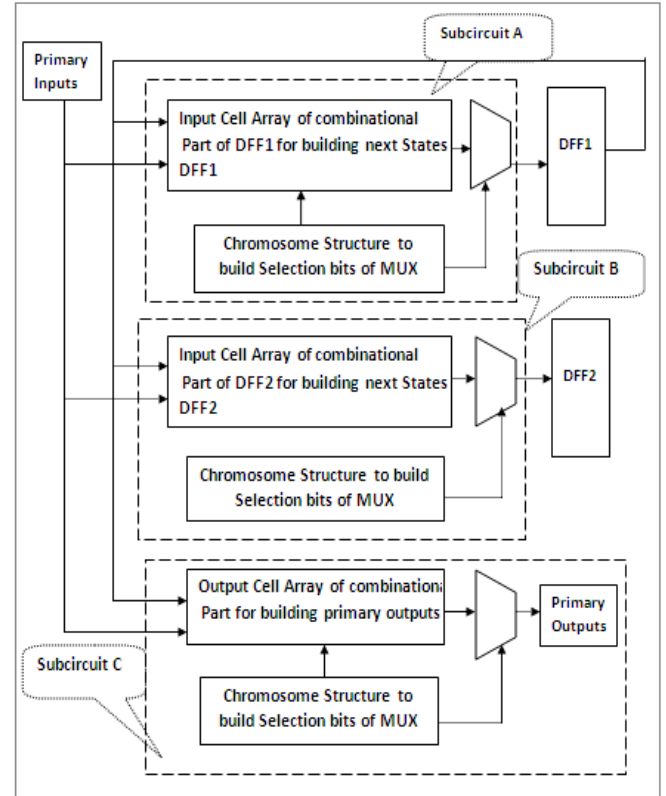 Subcircuit A
Primary
Inputs
Input Cell Array of combinational
Part of DFF1 for building next States
DFF1
DFF1
Chromosome Structure to
build Selection bits of MUX
Subcircuit B
Input Cell Array of combinational
Part of DFF2 for building next States
DFF2
DFF2
Chromosome Structure to build
Selection bits of MUX
Output Cell Array of combinationa
Part for building primary outputs
Primary
Outputs
Subcircuit C
Chromosome Structure to
build Selection bits of MUX